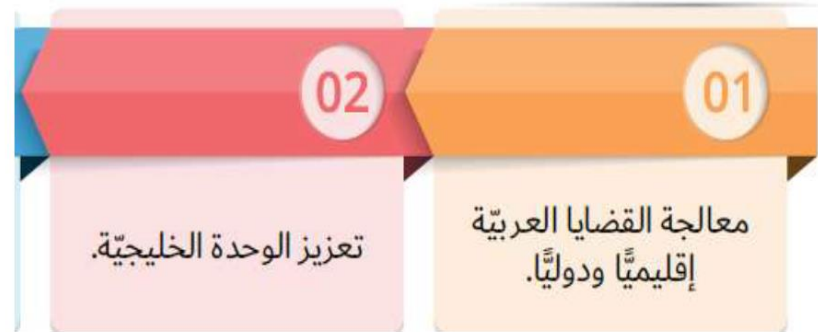 01
معالجة القضايا العربيّة
إقليميًّا ودوليًّا.
02
تعزيز الوحدة الخليجيّة.